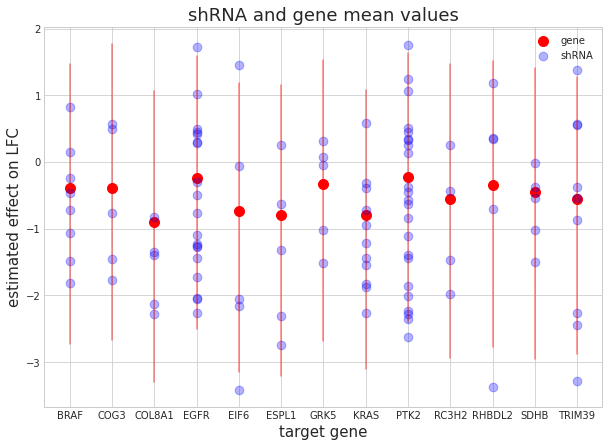 shRNA and gene mean values
gene
shRNA
estimated effect on LFC
2
1
0
−1
−2
−3
BRAF COG3 COL8A1 EGFR EIF6 ESPL1 GRK5 KRAS PTK2 RC3H2 RHBDL2 SDHB TRIM39
target gene